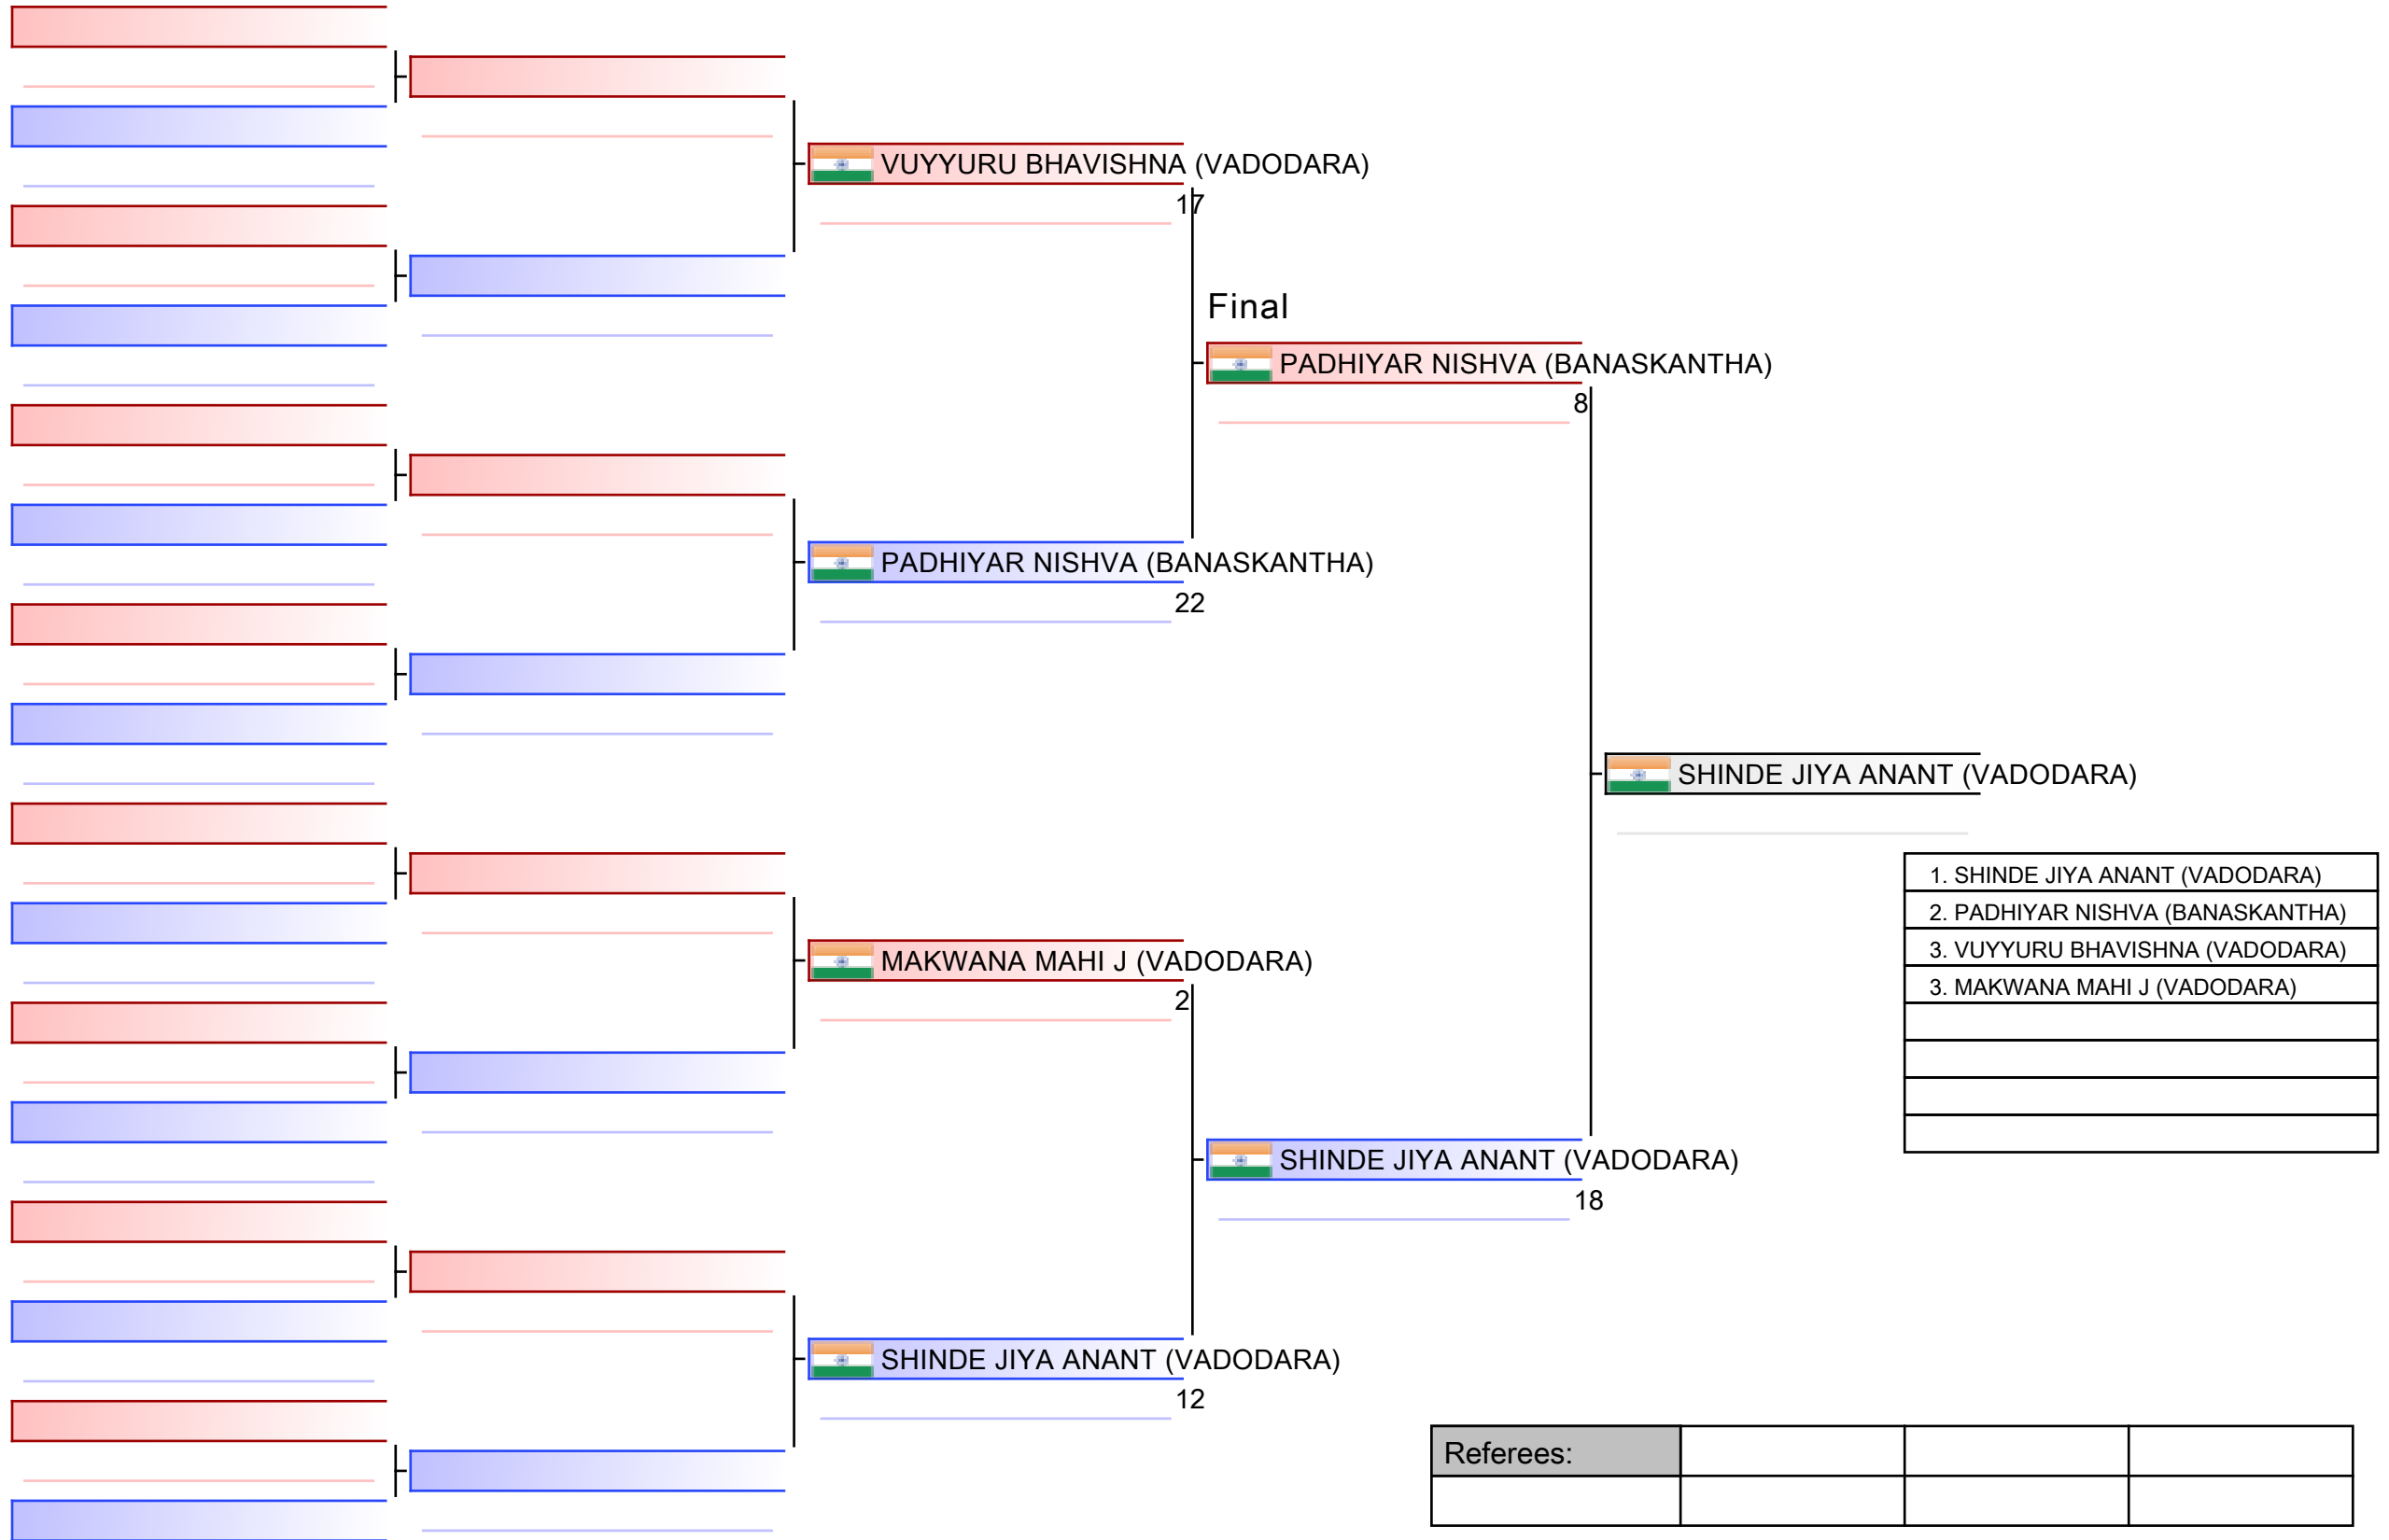 VUYYURU BHAVISHNA (VADODARA)
17
Final
PADHIYAR NISHVA (BANASKANTHA)
8
PADHIYAR NISHVA (BANASKANTHA)
22
SHINDE JIYA ANANT (VADODARA)
1. SHINDE JIYA ANANT (VADODARA)
2. PADHIYAR NISHVA (BANASKANTHA)
3. VUYYURU BHAVISHNA (VADODARA)
3. MAKWANA MAHI J (VADODARA)
MAKWANA MAHI J (VADODARA)
2
SHINDE JIYA ANANT (VADODARA)
18
SHINDE JIYA ANANT (VADODARA)
12
Referees: